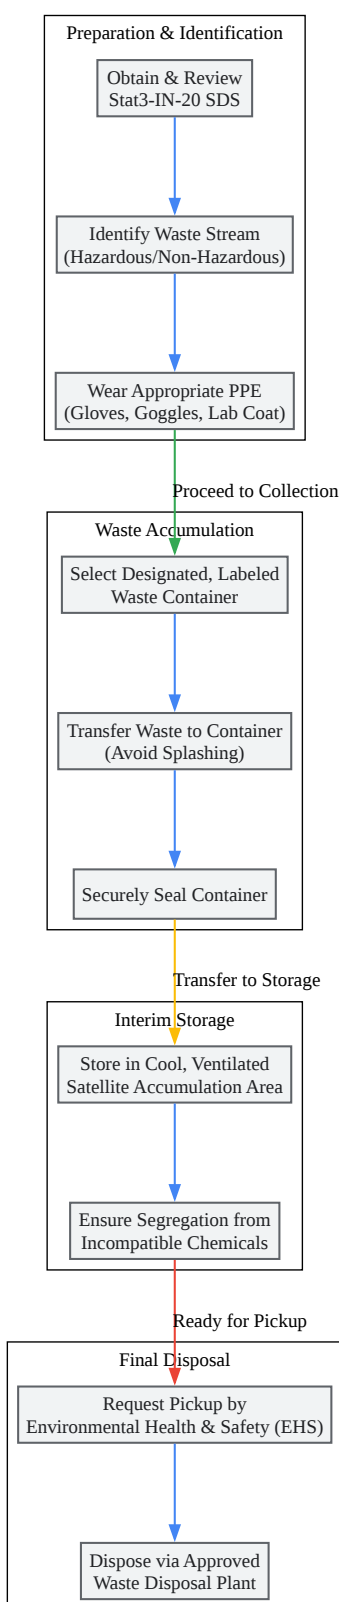 Preparation & Identification
Obtain & Review
Stat3-IN-20 SDS
Identify Waste Stream
(Hazardous/Non-Hazardous)
Wear Appropriate PPE
(Gloves, Goggles, Lab Coat)
Proceed to Collection
Waste Accumulation
Select Designated, Labeled
Waste Container
Transfer Waste to Container
(Avoid Splashing)
Securely Seal Container
Transfer to Storage
Interim Storage
Store in Cool, Ventilated
Satellite Accumulation Area
Ensure Segregation from
Incompatible Chemicals
Ready for Pickup
Final Disposal
Request Pickup by
Environmental Health & Safety (EHS)
Dispose via Approved
Waste Disposal Plant